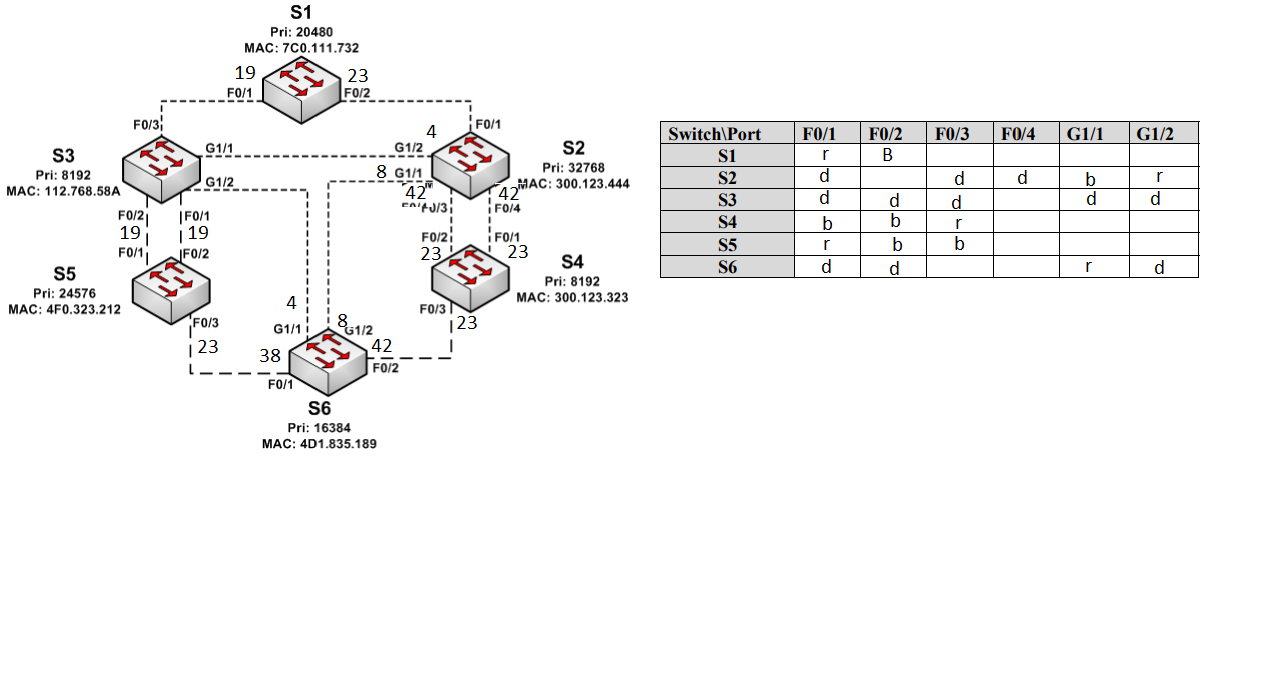 S1
Pri: 20480
MAC: 7C0.111.732
19
23
F0/1
F0/2
F0/3
F0/1
4
G1/1
G1/2
S3
Pri: 8192
MAC: 112.768.58A
S2
Pri: 32768
MAC: 300.123.444
G1/2
8
G1/1
42
42
F0/2
F0/1
F0/4
19
19
F0/1
F0/2
F0/2
F0/1
23
23
S5
Pri: 24576
MAC: 4F0.323.212
S4
Pri: 8192
MAC: 300.123.323
F0/3
23
F0/3
23
4
8
G1/1
G1/2
38
42
F0/1
F0/2
S6
Pri: 16384
MAC: 4D1.835.189
Switch\Port F0/1 F0/2 F0/3 F0/4 G1/1 G1/2
S1 r B
S2 d d d b r
S3 d d d d d
S4 b b r
S5 r b b
S6 d d r d